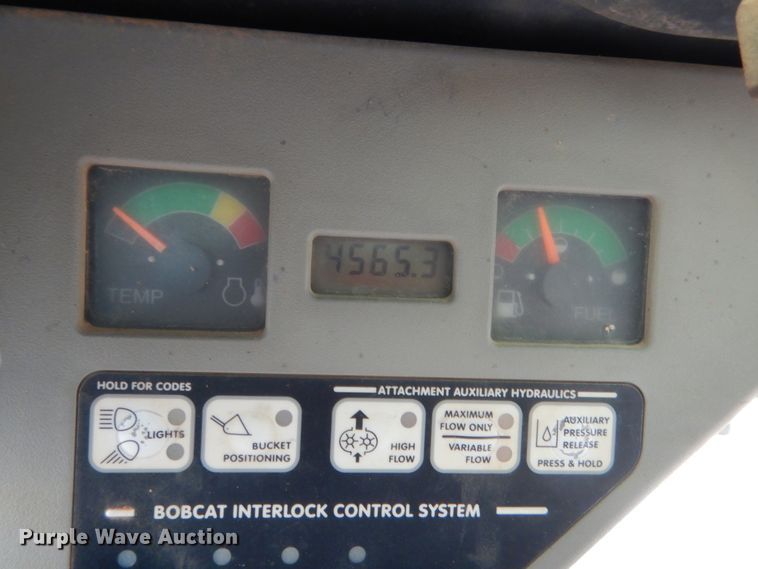 4565.3
TEMP
FUEL
HOLD FOR CODES
ATTACHMENT AUXILIARY HYDRAULICS
LIGHTS
BUCKET
POSITIONING
HIGH
FLOW
MAXIMUM
FLOW ONLY
VARIABLE
FLOW
AUXILIARY
PRESSURE
RELEASE
PRESS & HOLD
BOBCAT INTERLOCK CONTROL SYSTEM
Purple Wave Auction